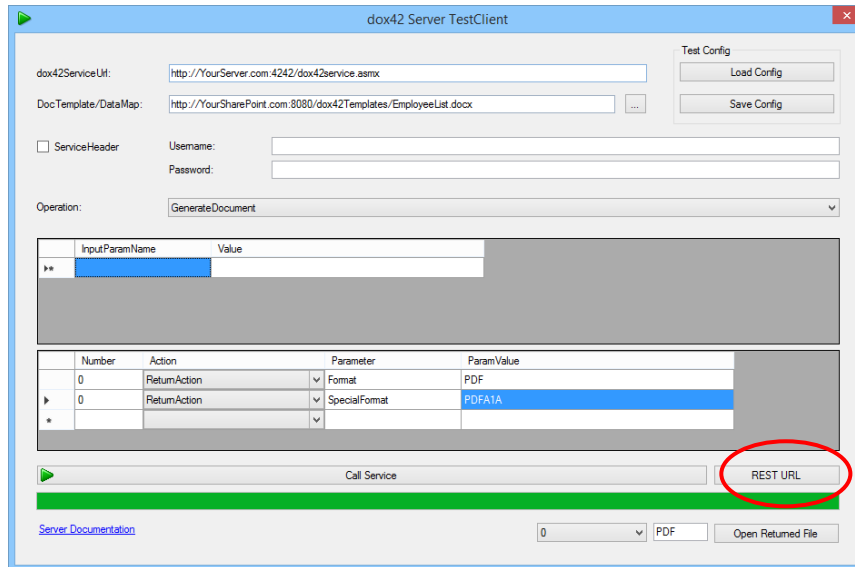 dox42 Server TestClient
Test Config
dox42ServiceUrl:
http://YourServer.com:4242/dox42service.asmx
Load Config
DocTemplate/DataMap:
http://YourSharePoint.com:8080/dox42Templates/EmployeeList.docx
...
Save Config
ServiceHeader
Username:
Password:
Operation:
GenerateDocument
InputParamName Value
Number Action Parameter ParamValue
0 ReturnAction Format PDF
0 ReturnAction SpecialFormat PDFA1A
Call Service
REST URL
Server Documentation
0
PDF
Open Returned File